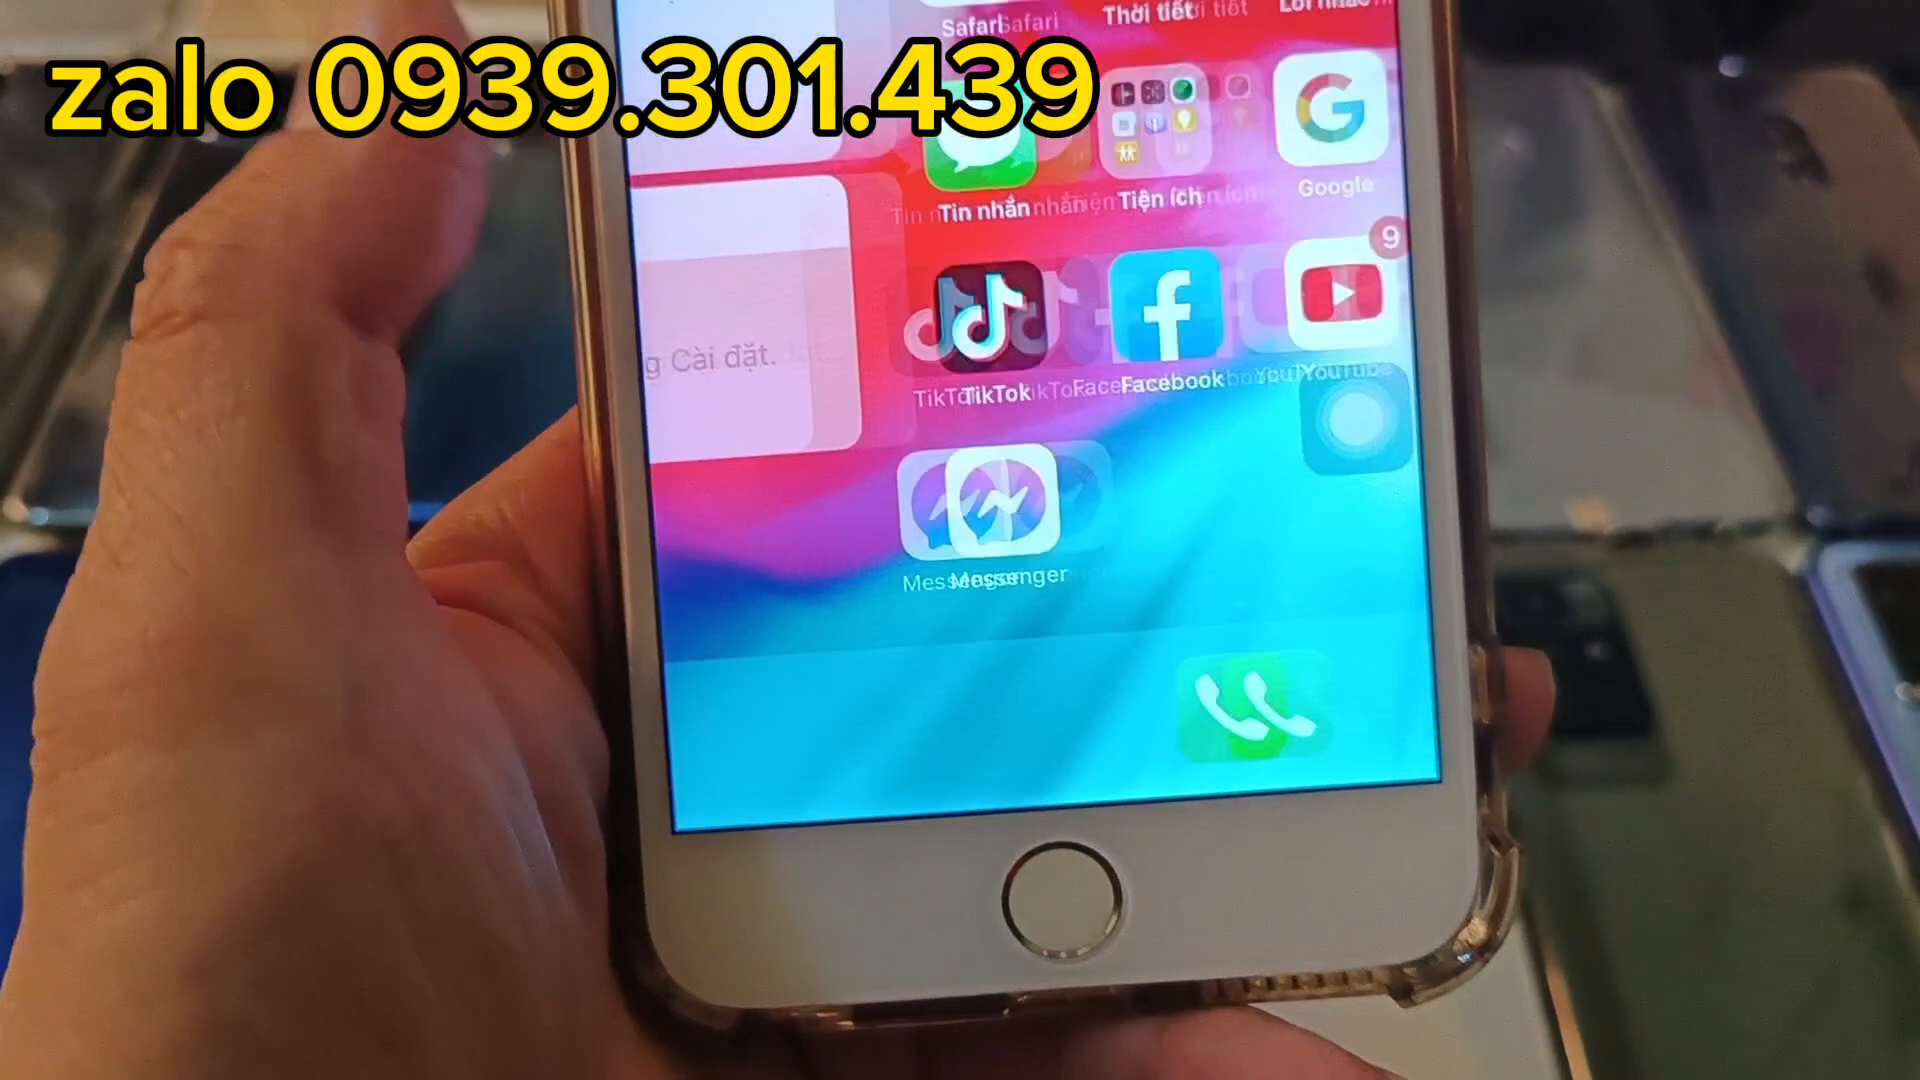 zalo 0939.301.439
Safari Thời tiết
Tin nhắn Tiện ích Google
9
g Cài đặt.
TikTok Facebook YouTube
Messenger